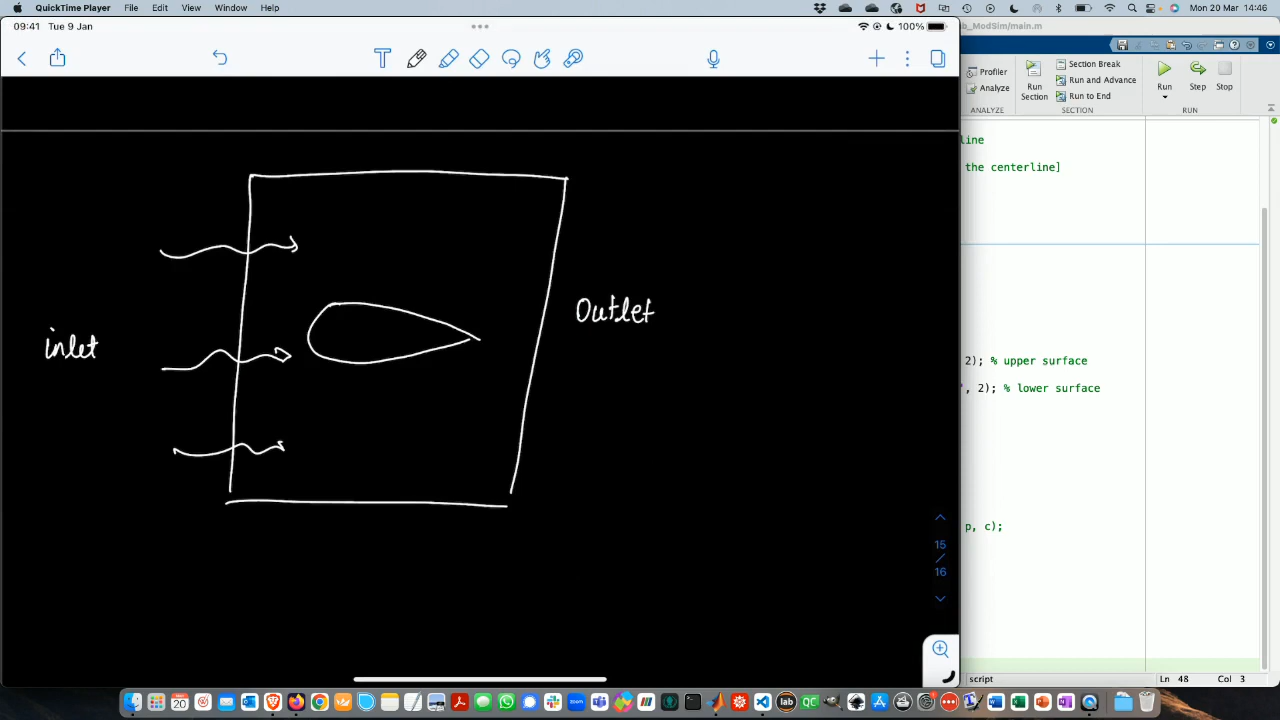 QuickTime Player File Edit View Window Help
Mon 20 Mar 14:46
09:41 Tue 9 Jan
100%
b_ModSim/main.m
Profiler
Analyze
ANALYZE
Run Section
Section Break
Run and Advance
Run to End
SECTION
Run
Step
Stop
RUN
line
the centerline]
inlet
Outlet
2); % upper surface
, 2); % lower surface
p, c);
15
/
16
script
Ln 48
Col 3